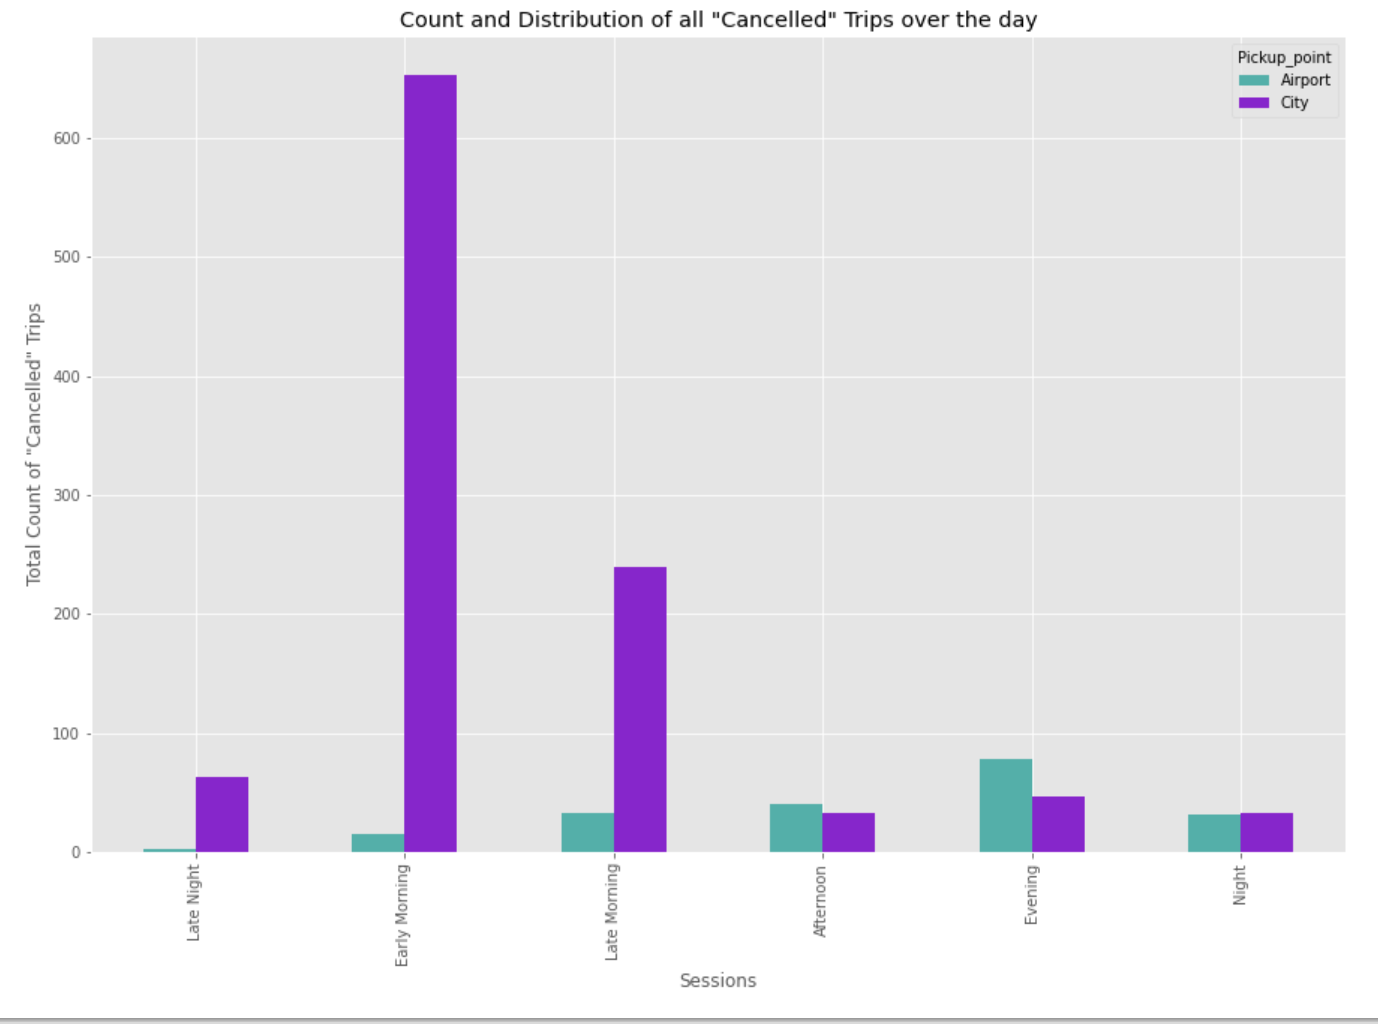 Count and Distribution of all "Cancelled" Trips over the day
Pickup_point
Airport
City
Total Count of "Cancelled" Trips
600
500
400
300
200
100
0
Late Night
Early Morning
Late Morning
Afternoon
Evening
Night
Sessions